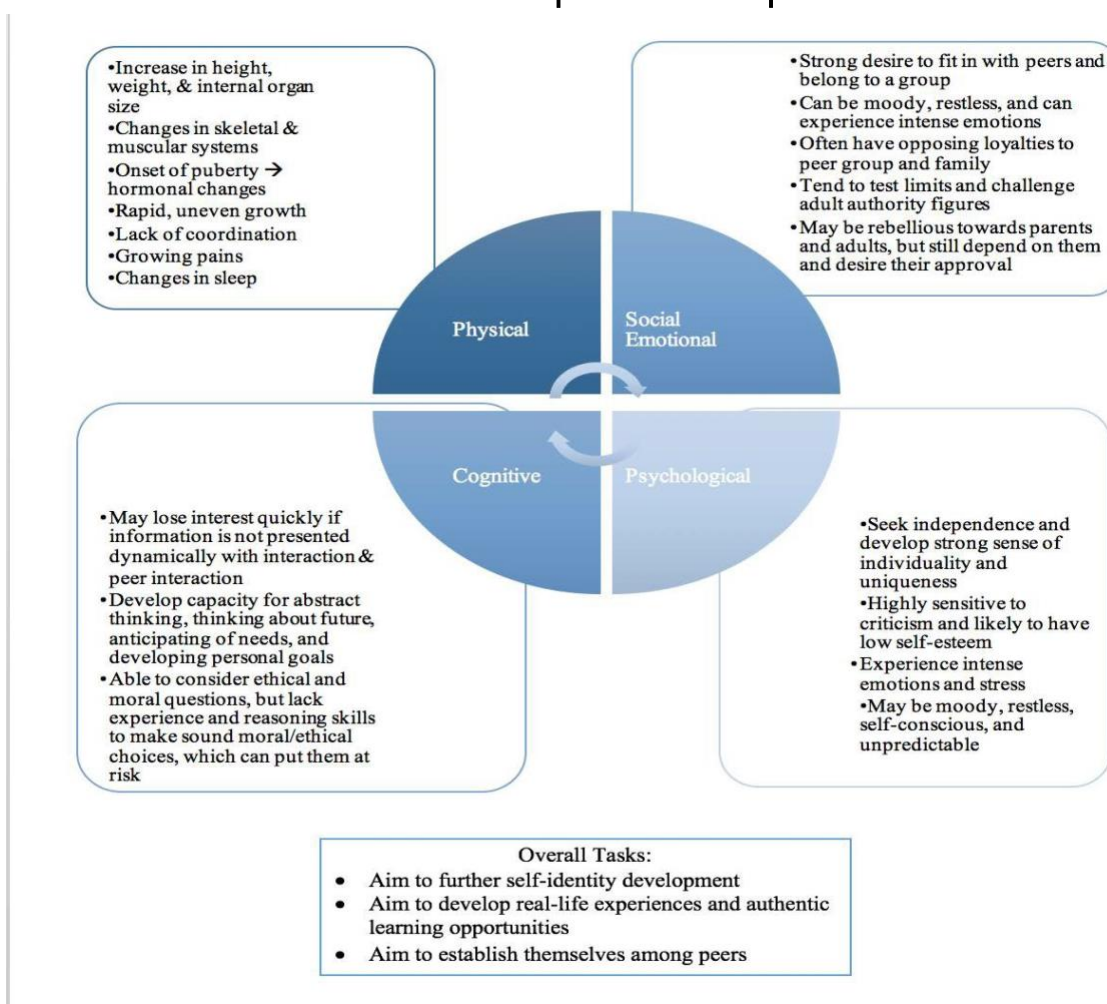 •Increase in height,
weight, & internal organ
size
•Changes in skeletal &
muscular systems
•Onset of puberty →
hormonal changes
•Rapid, uneven growth
•Lack of coordination
•Growing pains
•Changes in sleep
•Strong desire to fit in with peers and
belong to a group
•Can be moody, restless, and can
experience intense emotions
•Often have opposing loyalties to
peer group and family
•Tend to test limits and challenge
adult authority figures
•May be rebellious towards parents
and adults, but still depend on them
and desire their approval
Physical
Social
Emotional
Cognitive
Psychological
•May lose interest quickly if
information is not presented
dynamically with interaction &
peer interaction
•Develop capacity for abstract
thinking, thinking about future,
anticipating of needs, and
developing personal goals
•Able to consider ethical and
moral questions, but lack
experience and reasoning skills
to make sound moral/ethical
choices, which can put them at
risk
•Seek independence and
develop strong sense of
individuality and
uniqueness
•Highly sensitive to
criticism and likely to have
low self-esteem
•Experience intense
emotions and stress
•May be moody, restless,
self-conscious, and
unpredictable
Overall Tasks:
• Aim to further self-identity development
• Aim to develop real-life experiences and authentic
learning opportunities
• Aim to establish themselves among peers